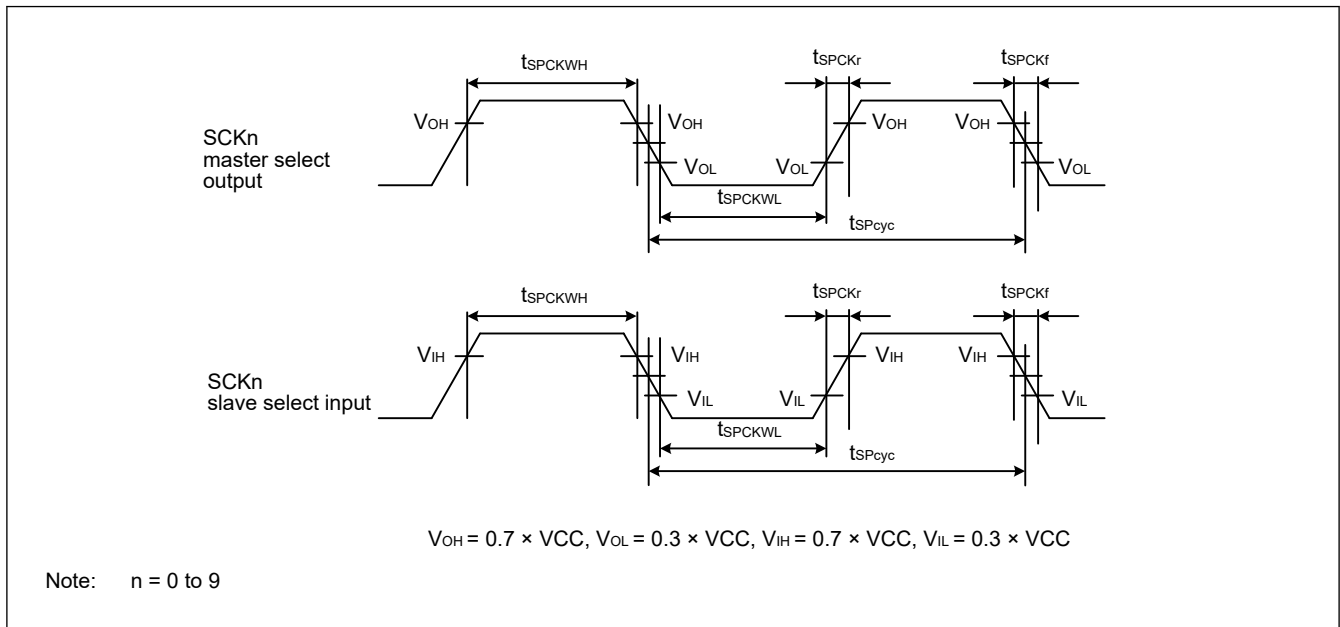 tSPCKWH
tSPCKr
tSPCKf
VOH
VOH
VOH
VOH
SCKn
master select
output
VOL
VOL
VOL
tSPCKWL
tSPcyc
tSPCKWH
tSPCKr
tSPCKf
VIH
VIH
VIH
VIH
SCKn
slave select input
VIL
VIL
VIL
tSPCKWL
tSPcyc
VOH = 0.7 × VCC, VOL = 0.3 × VCC, VIH = 0.7 × VCC, VIL = 0.3 × VCC
Note: n = 0 to 9